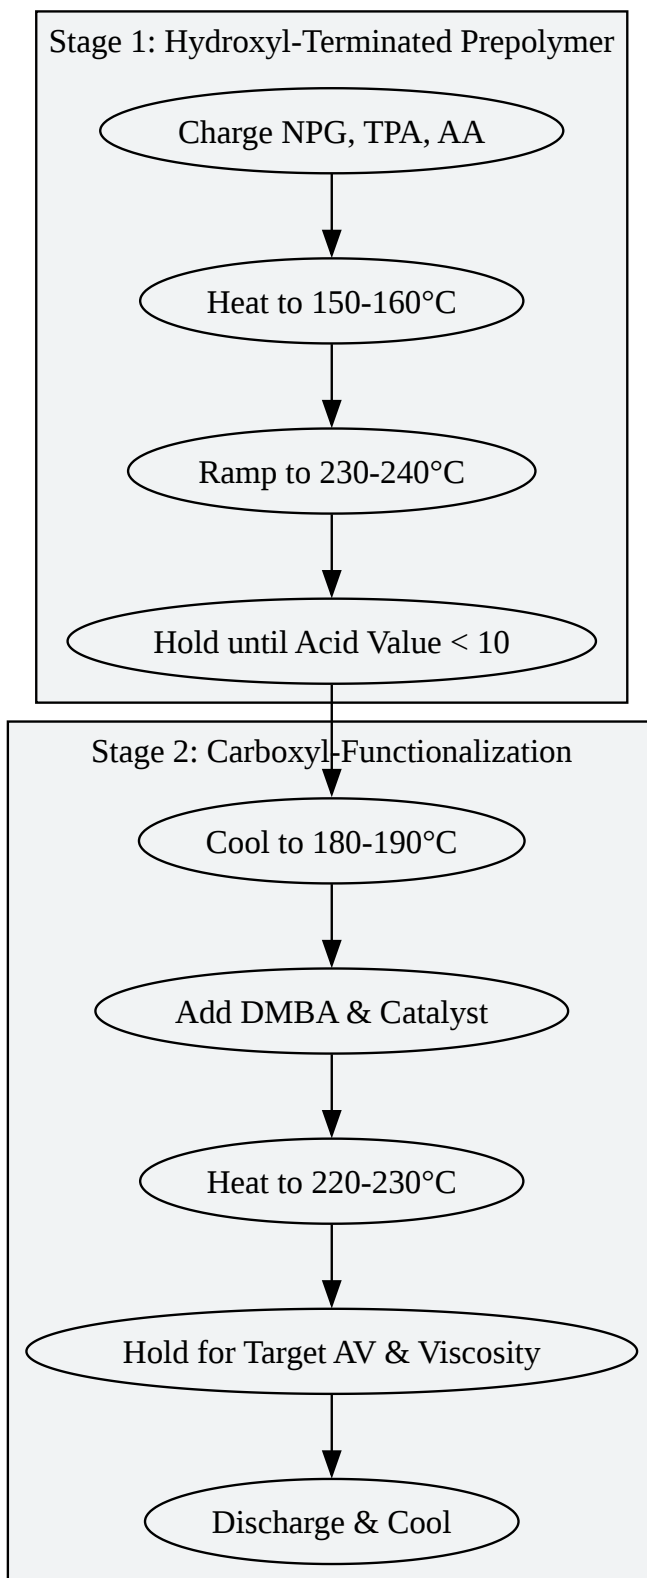 Stage 1: Hydroxyl-Terminated Prepolymer
Charge NPG, TPA, AA
Heat to 150-160°C
Ramp to 230-240°C
Hold until Acid Value < 10
Stage 2: Carboxyl-Functionalization
Cool to 180-190°C
Add DMBA & Catalyst
Heat to 220-230°C
Hold for Target AV & Viscosity
Discharge & Cool